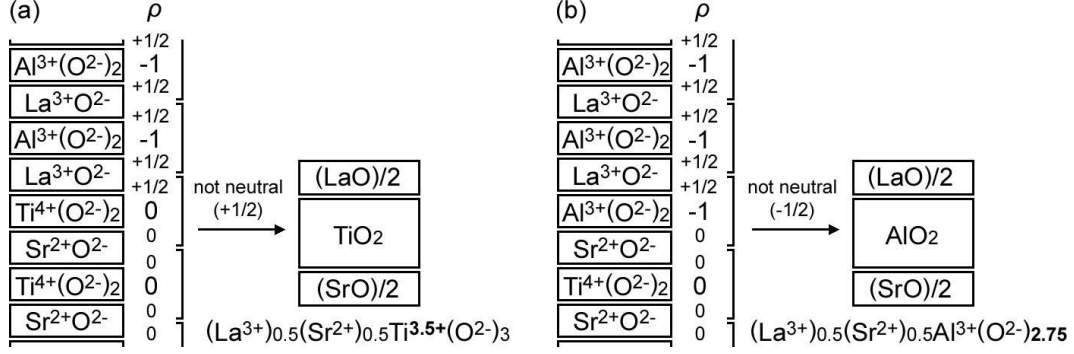 (a)
ρ
+1/2
Al³⁺(O²⁻)₂ -1
+1/2
La³⁺O²⁻
+1/2
Al³⁺(O²⁻)₂ -1
+1/2
La³⁺O²⁻
+1/2
Ti⁴⁺(O²⁻)₂ 0
0
Sr²⁺O²⁻
0
Ti⁴⁺(O²⁻)₂ 0
0
Sr²⁺O²⁻
0
not neutral
(+1/2)
(LaO)/2
TiO₂
(SrO)/2
(La³⁺)₀.₅(Sr²⁺)₀.₅Ti³·⁵⁺(O²⁻)₃
(b)
ρ
+1/2
Al³⁺(O²⁻)₂ -1
+1/2
La³⁺O²⁻
+1/2
Al³⁺(O²⁻)₂ -1
+1/2
La³⁺O²⁻
+1/2
Al³⁺(O²⁻)₂ -1
0
Sr²⁺O²⁻
0
Ti⁴⁺(O²⁻)₂ 0
0
Sr²⁺O²⁻
0
not neutral
(-1/2)
(LaO)/2
AlO₂
(SrO)/2
(La³⁺)₀.₅(Sr²⁺)₀.₅Al³⁺(O²⁻)₂.₇₅